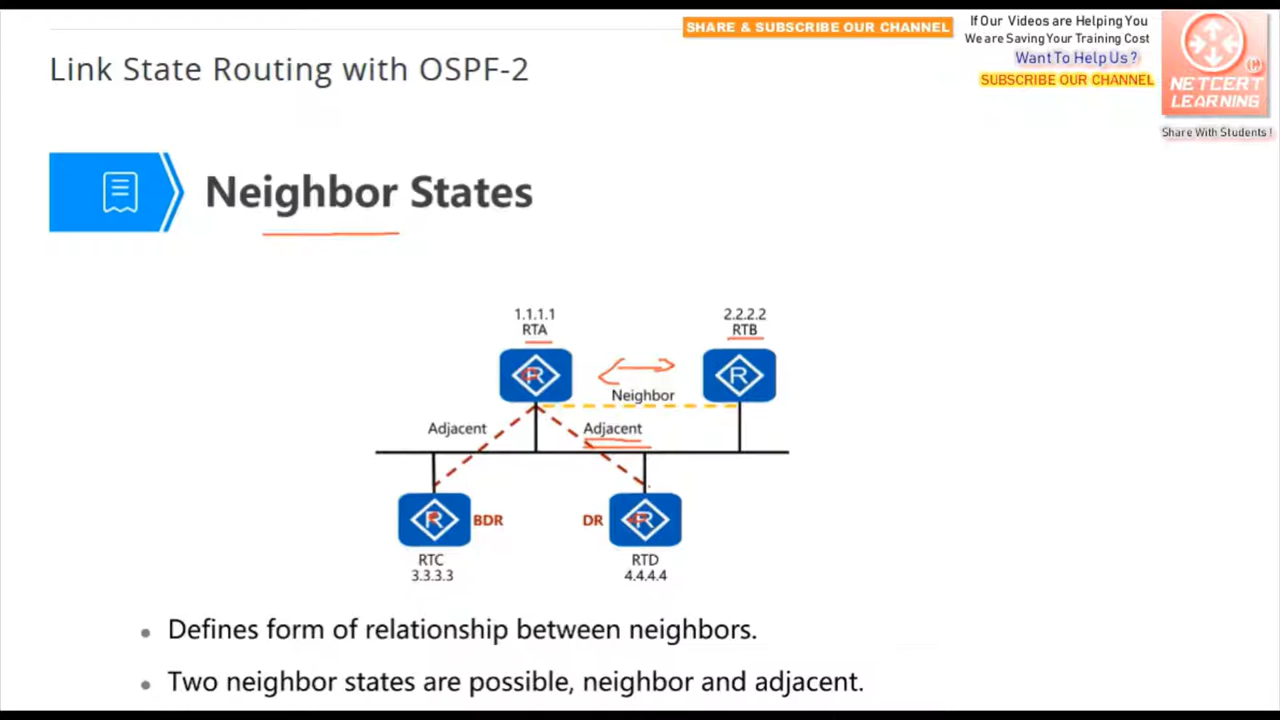 SHARE & SUBSCRIBE OUR CHANNEL
If Our Videos are Helping You
We are Saving Your Training Cost
Want To Help Us ?
SUBSCRIBE OUR CHANNEL
NETCERT
LEARNING
Share With Students !
Link State Routing with OSPF-2
Neighbor States
1.1.1.1
RTA
2.2.2.2
RTB
R
R
Neighbor
Adjacent
Adjacent
R
BDR
DR
R
RTC
3.3.3.3
RTD
4.4.4.4
• Defines form of relationship between neighbors.
• Two neighbor states are possible, neighbor and adjacent.